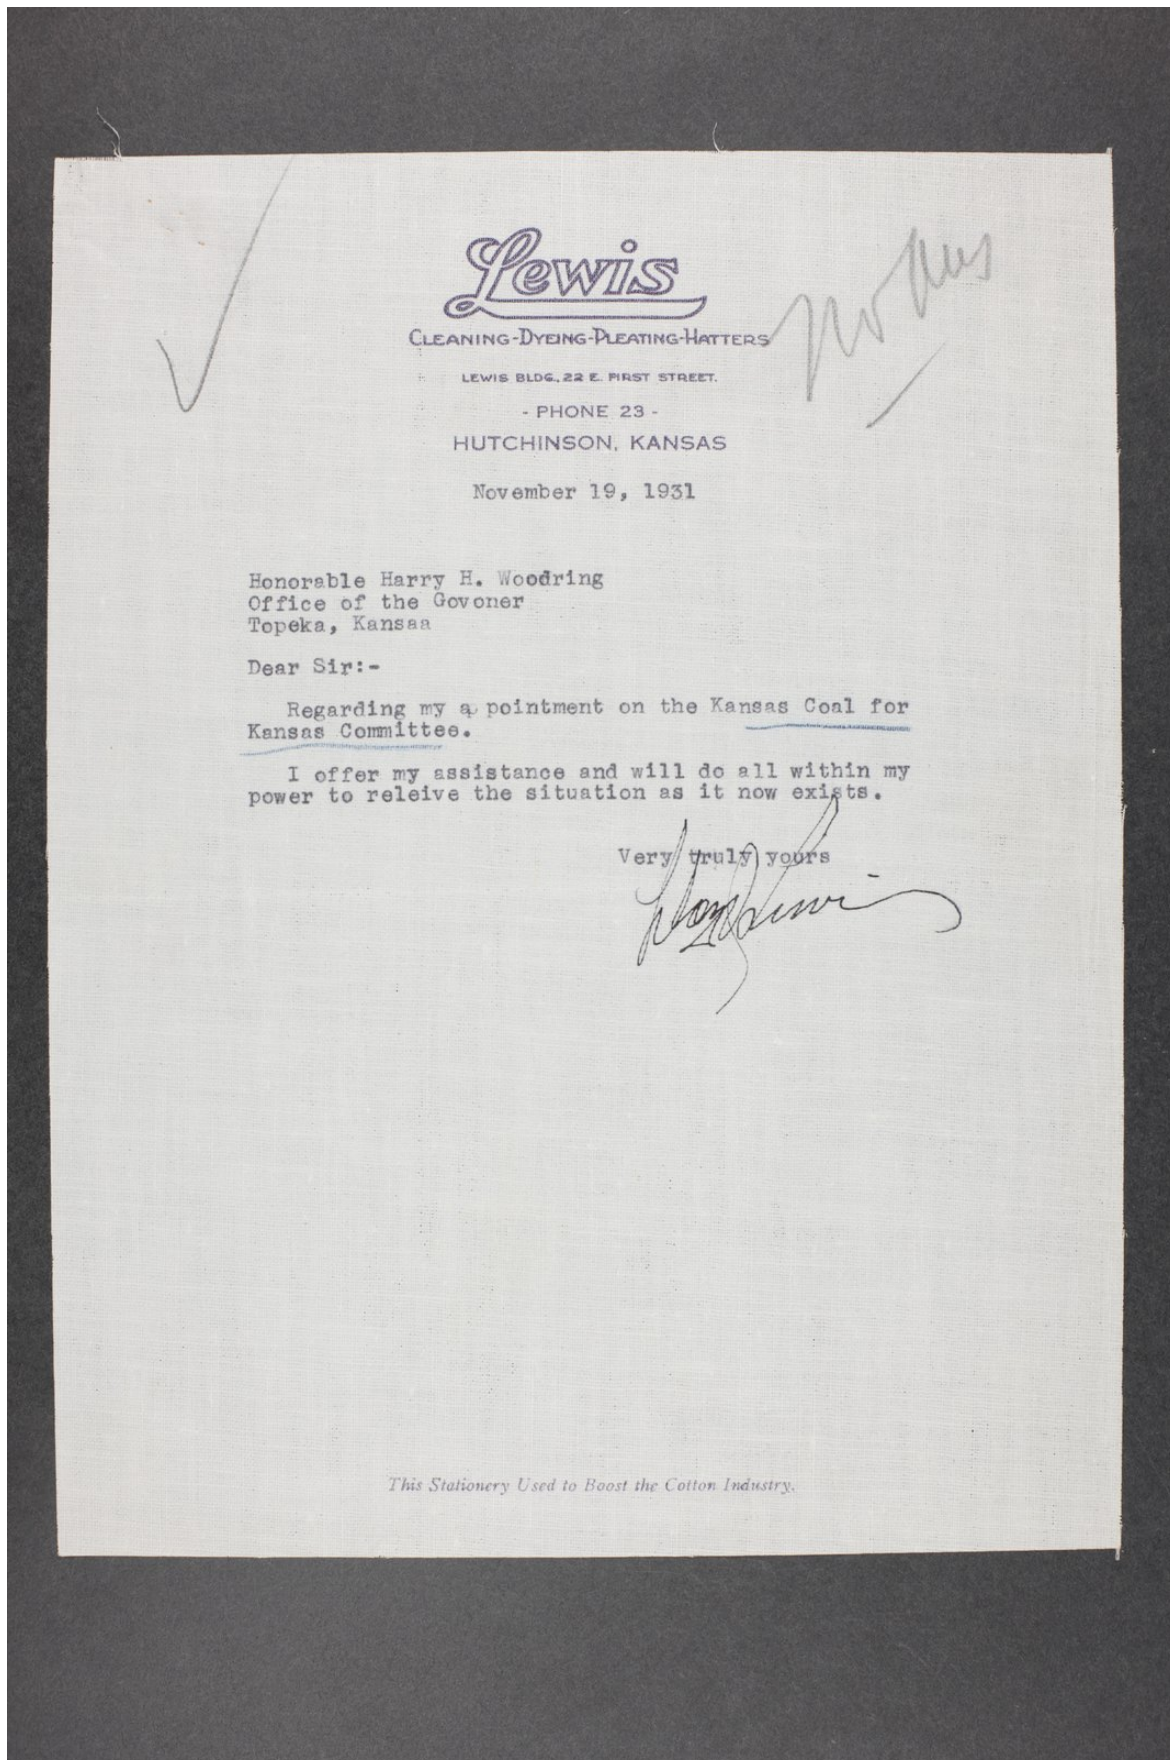 Lewis
CLEANING-DYEING-PLEATING-HATTERS
LEWIS BLDG., 22 E. FIRST STREET.
- PHONE 23 -
HUTCHINSON, KANSAS
No Ans
November 19, 1931
Honorable Harry H. Woodring
Office of the Govoner
Topeka, Kansaa
Dear Sir:-
Regarding my a pointment on the Kansas Coal for
Kansas Committee.
I offer my assistance and will do all within my
power to releive the situation as it now exists.
Very truly yours
Lewis
This Stationery Used to Boost the Cotton Industry.